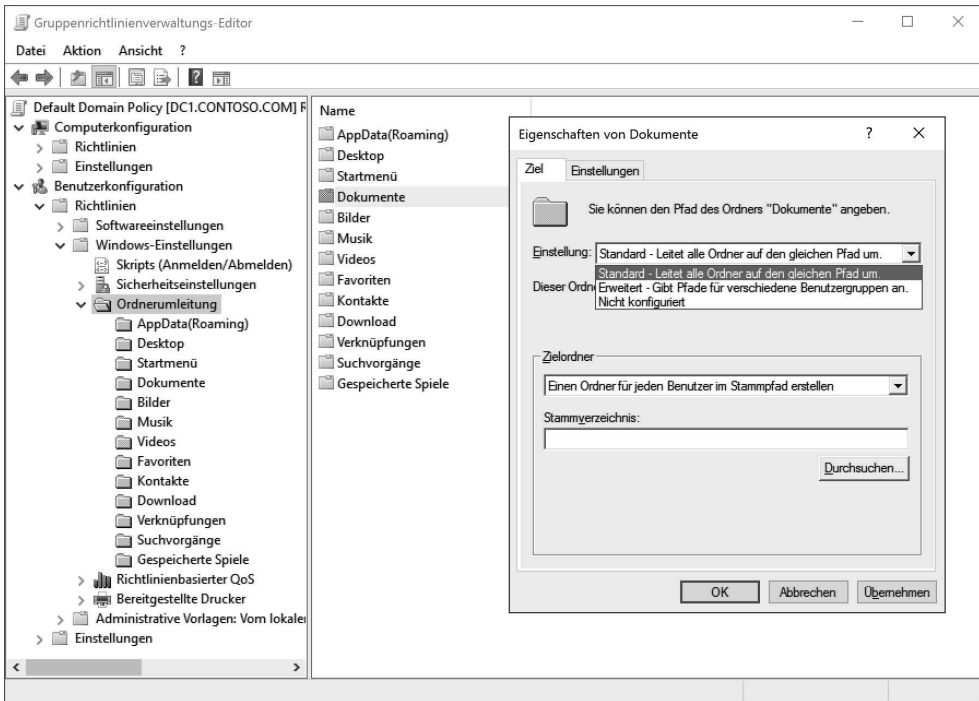 Gruppenrichtlinienverwaltungs-Editor
Datei Aktion Ansicht ?
Default Domain Policy [DC1.CONTOSO.COM] R
Computerkonfiguration
Richtlinien
Einstellungen
Benutzerkonfiguration
Richtlinien
Softwareeinstellungen
Windows-Einstellungen
Skripts (Anmelden/Abmelden)
Sicherheitseinstellungen
Ordnerumleitung
AppData(Roaming)
Desktop
Startmenü
Dokumente
Bilder
Musik
Videos
Favoriten
Kontakte
Download
Verknüpfungen
Suchvorgänge
Gespeicherte Spiele
Richtlinienbasierter QoS
Bereitgestellte Drucker
Administrative Vorlagen: Vom lokaler
Einstellungen
Name
AppData(Roaming)
Desktop
Startmenü
Dokumente
Bilder
Musik
Videos
Favoriten
Kontakte
Download
Verknüpfungen
Suchvorgänge
Gespeicherte Spiele
Eigenschaften von Dokumente ?
Ziel Einstellungen
Sie können den Pfad des Ordners "Dokumente" angeben.
Einstellung: Standard - Leitet alle Ordner auf den gleichen Pfad um.
Standard - Leitet alle Ordner auf den gleichen Pfad um.
Dieser Ordne Erweitert - Gibt Pfade für verschiedene Benutzergruppen an.
Nicht konfiguriert
Zielordner
Einen Ordner für jeden Benutzer im Stammpfad erstellen
Stammverzeichnis:
Durchsuchen...
OK Abbrechen Übernehmen